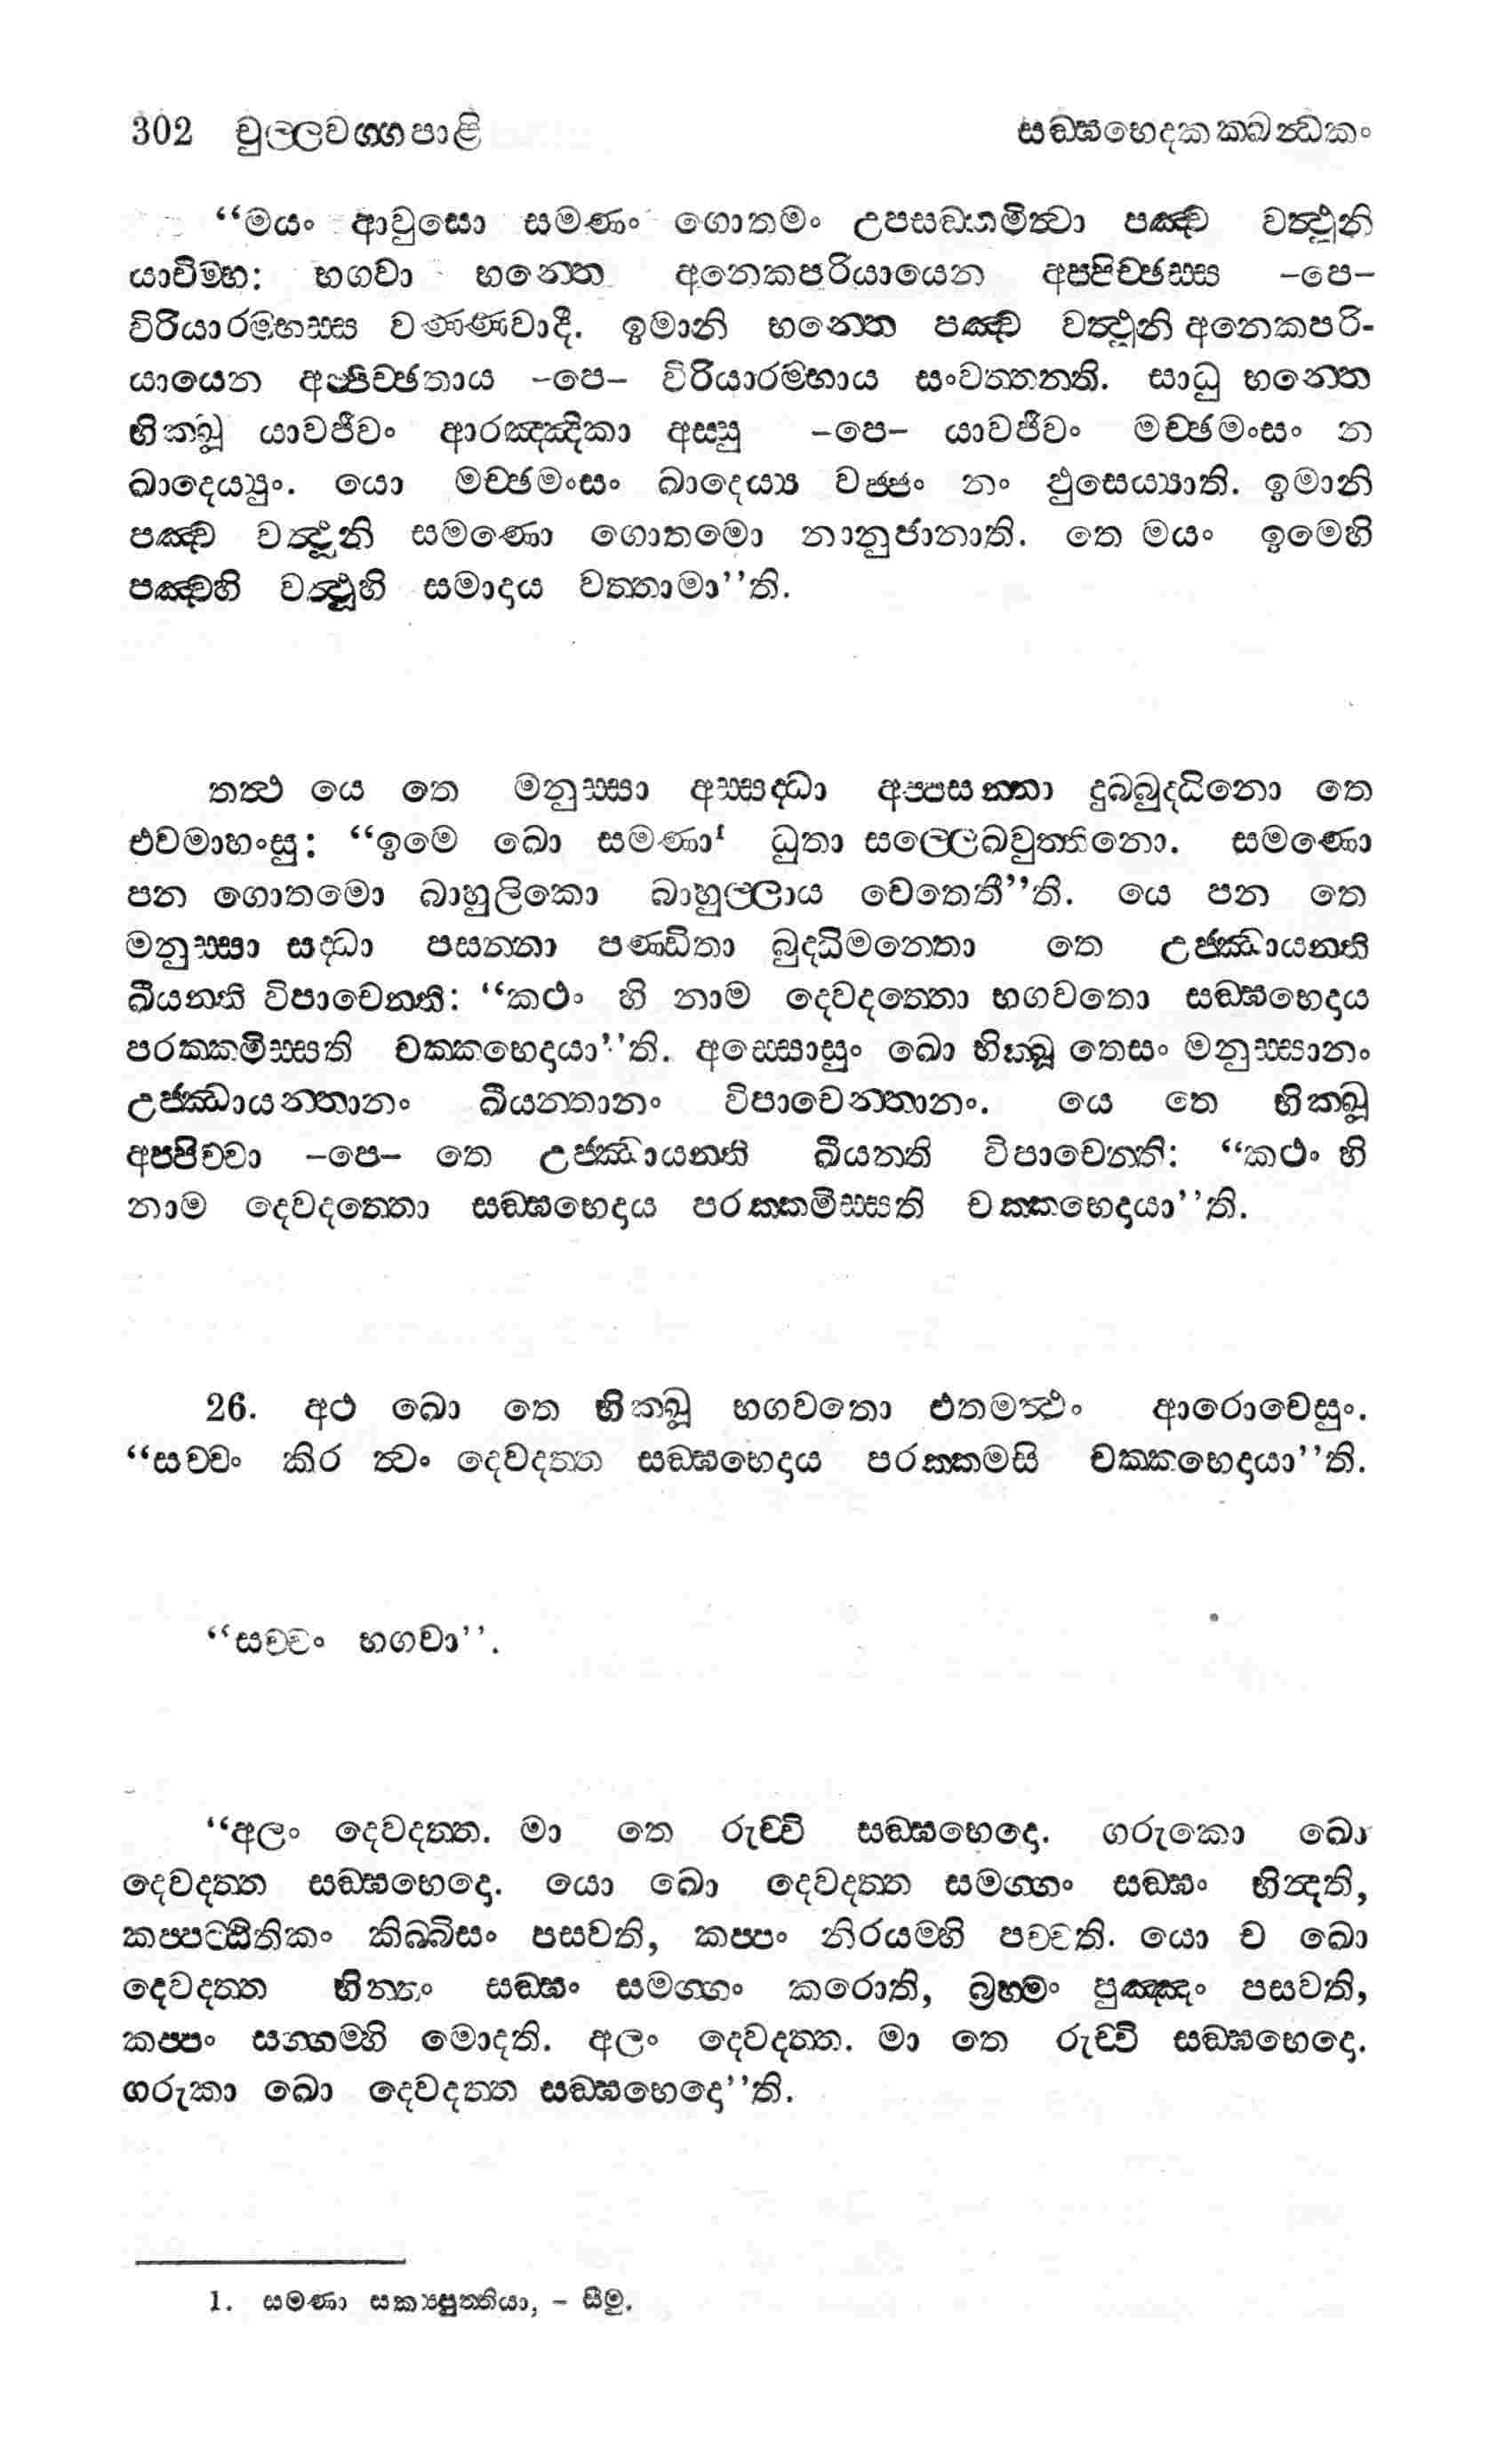 302 චුල්ලවග්ගපාළි සඞ්ඝභෙදකක්ඛන්ධකං
“මයං ආවුසො සමණං ගොතමං උපසඞ්කමිත්වා පඤ්ච වත්ථූනි
යාචිම්හ: භගවා භන්තෙ අනෙකපරියායෙන අප්පිච්ඡස්ස –පෙ–
විරියාරම්භස්ස වණ්ණවාදී. ඉමානි භන්තෙ පඤ්ච වත්ථූනි අනෙකපරි-
යායෙන අප්පිච්ඡතාය –පෙ– විරියාරම්භාය සංවත්තන්ති. සාධු භන්තෙ
භික්ඛූ යාවජීවං ආරඤ්ඤිකා අස්සු –පෙ– යාවජීවං මච්ඡමංසං න
ඛාදෙය්‍යුං. යො මච්ඡමංසං ඛාදෙය්‍ය වජ්ජං නං ඵුසෙය්‍යාති. ඉමානි
පඤ්ච වත්ථූනි සමණො ගොතමො නානුජානාති. තෙ මයං ඉමෙහි
පඤ්චහි වත්ථූහි සමාදාය වත්තාමා’’ති.
තත්ථ යෙ තෙ මනුස්සා අස්සද්ධා අප්පසන්නා දුබ්බුද්ධිනො තෙ
එවමාහංසු: “ඉමෙ ඛො සමණා¹ ධුතා සල්ලෙඛවුත්තිනො. සමණො
පන ගොතමො බාහුලිකො බාහුල්ලාය චෙතෙතී’’ති. යෙ පන තෙ
මනුස්සා සද්ධා පසන්නා පණ්ඩිතා බුද්ධිමන්තො තෙ උජ්ඣායන්ති
ඛීයන්ති විපාචෙන්ති: “කථං හි නාම දෙවදත්තො භගවතො සඞ්ඝභෙදාය
පරක්කමිස්සති චක්කභෙදායා’’ති. අස්සොසුං ඛො භික්ඛූ තෙසං මනුස්සානං
උජ්ඣායන්තානං ඛීයන්තානං විපාචෙන්තානං. යෙ තෙ භික්ඛූ
අප්පිච්චා –පෙ– තෙ උජ්ඣායන්ති ඛීයන්ති විපාචෙන්ති: “කථං හි
නාම දෙවදත්තො සඞ්ඝභෙදාය පරක්කමිස්සති චක්කභෙදායා’’ති.
26. අථ ඛො තෙ භික්ඛූ භගවතො එතමත්ථං ආරොචෙසුං.
“සච්චං කිර ත්වං දෙවදත්ත සඞ්ඝභෙදාය පරක්කමසි චක්කභෙදායා’’ති.
“සච්චං භගවා’’.
“අලං දෙවදත්ත. මා තෙ රුච්චි සඞ්ඝභෙදො. ගරුකො ඛො
දෙවදත්ත සඞ්ඝභෙදො. යො ඛො දෙවදත්ත සමග්ගං සඞ්ඝං භින්දති,
කප්පට්ඨිතිකං කිබ්බිසං පසවති, කප්පං නිරයම්හි පච්චති. යො ච ඛො
දෙවදත්ත භින්නං සඞ්ඝං සමග්ගං කරොති, බ්‍රහ්මං පුඤ්ඤං පසවති,
කප්පං සග්ගම්හි මොදති. අලං දෙවදත්ත. මා තෙ රුච්චි සඞ්ඝභෙදො.
ගරුකා ඛො දෙවදත්ත සඞ්ඝභෙදො’’ති.
1. සමණා සක්‍යපුත්තියා, – සීමු.